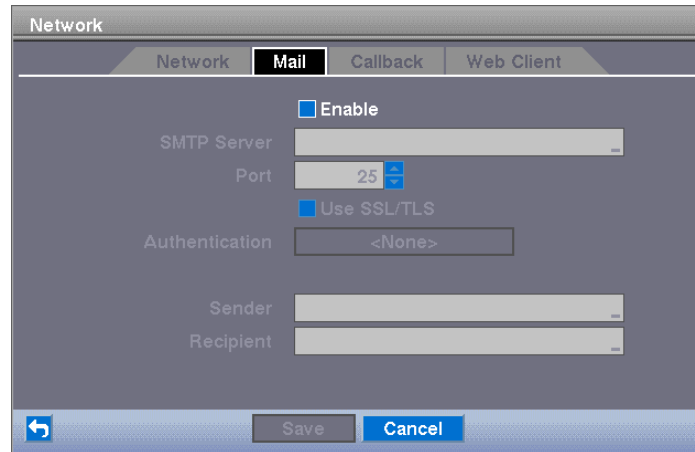 Network
Network Mail Callback Web Client
Enable
SMTP Server
Port 25
Use SSL/TLS
Authentication <None>
Sender
Recipient
Save Cancel